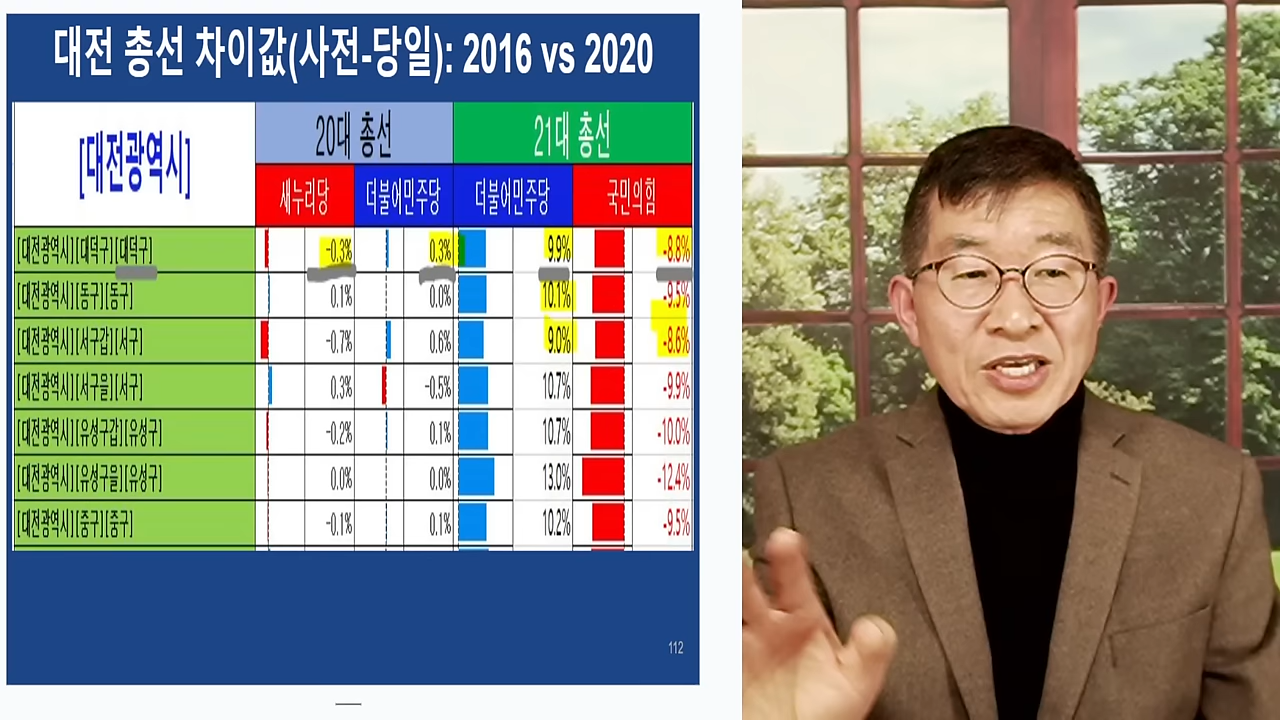 대전 총선 차이값(사전-당일): 2016 vs 2020
[대전광역시] 20대 총선 21대 총선
새누리당 더불어민주당 더불어민주당 국민의힘
[대전광역시][대덕구][대덕구] -0.3% 0.3% 9.9% -8.8%
[대전광역시][동구][동구] 0.1% 0.0% 10.1% -9.5%
[대전광역시][서구갑][서구] -0.7% 0.6% 9.0% -8.6%
[대전광역시][서구을][서구] 0.3% -0.5% 10.7% -9.9%
[대전광역시][유성구갑][유성구] -0.2% 0.1% 10.7% -10.0%
[대전광역시][유성구을][유성구] 0.0% 0.0% 13.0% -12.4%
[대전광역시][중구][중구] -0.1% 0.1% 10.2% -9.5%
112